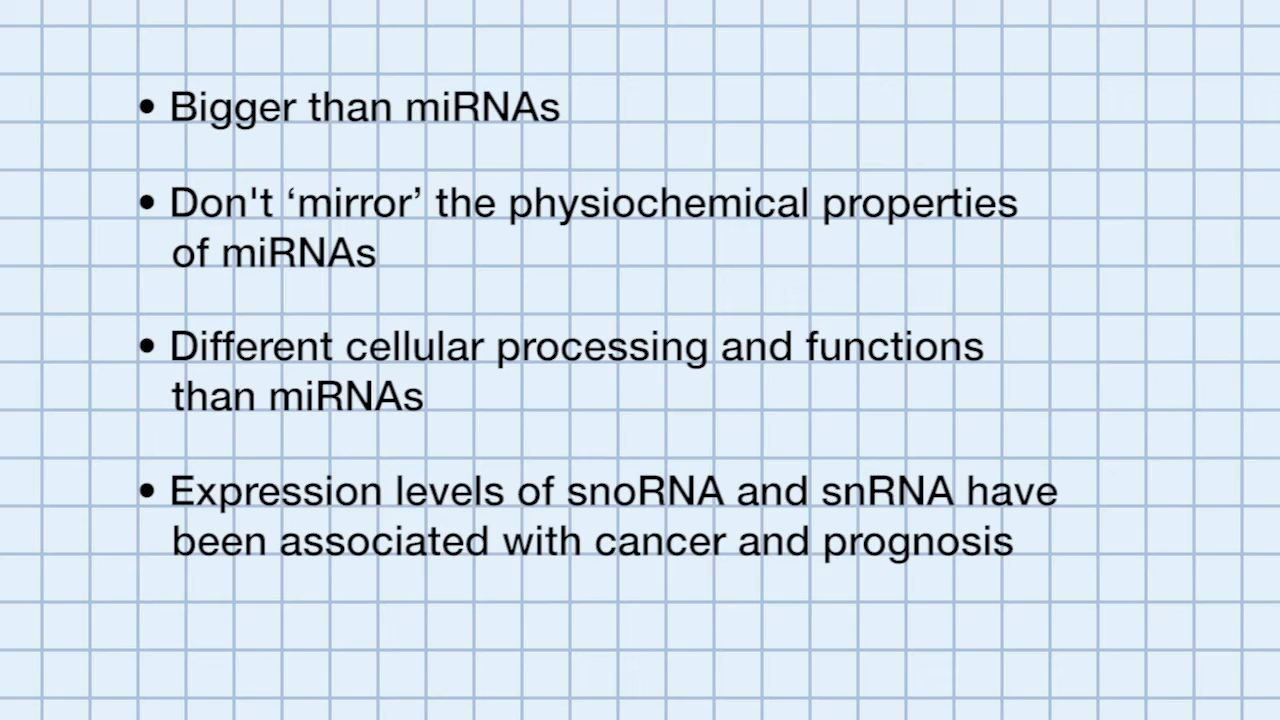 • Bigger than miRNAs
• Don't ‘mirror’ the physiochemical properties
of miRNAs
• Different cellular processing and functions
than miRNAs
• Expression levels of snoRNA and snRNA have
been associated with cancer and prognosis